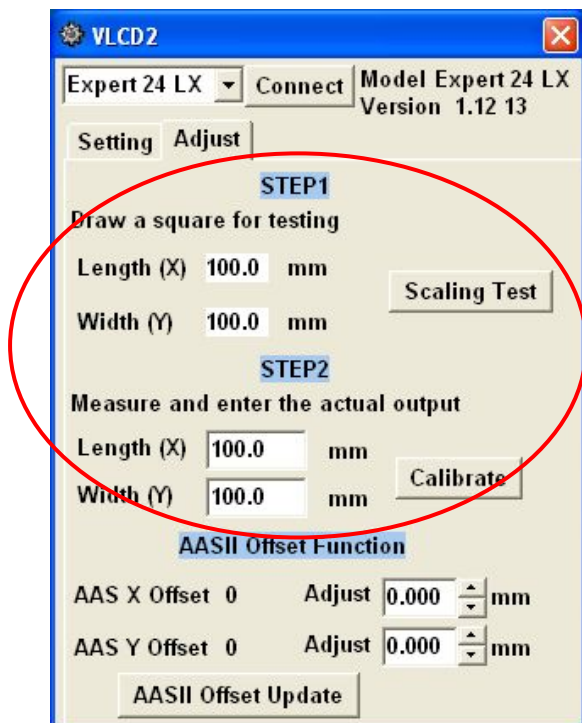 VLCD2
Expert 24 LX Connect Model Expert 24 LX
Version 1.12 13
Setting Adjust
STEP1
Draw a square for testing
Length (X) 100.0 mm
Scaling Test
Width (Y) 100.0 mm
STEP2
Measure and enter the actual output
Length (X) 100.0 mm
Calibrate
Width (Y) 100.0 mm
AASII Offset Function
AAS X Offset 0 Adjust 0.000 mm
AAS Y Offset 0 Adjust 0.000 mm
AASII Offset Update